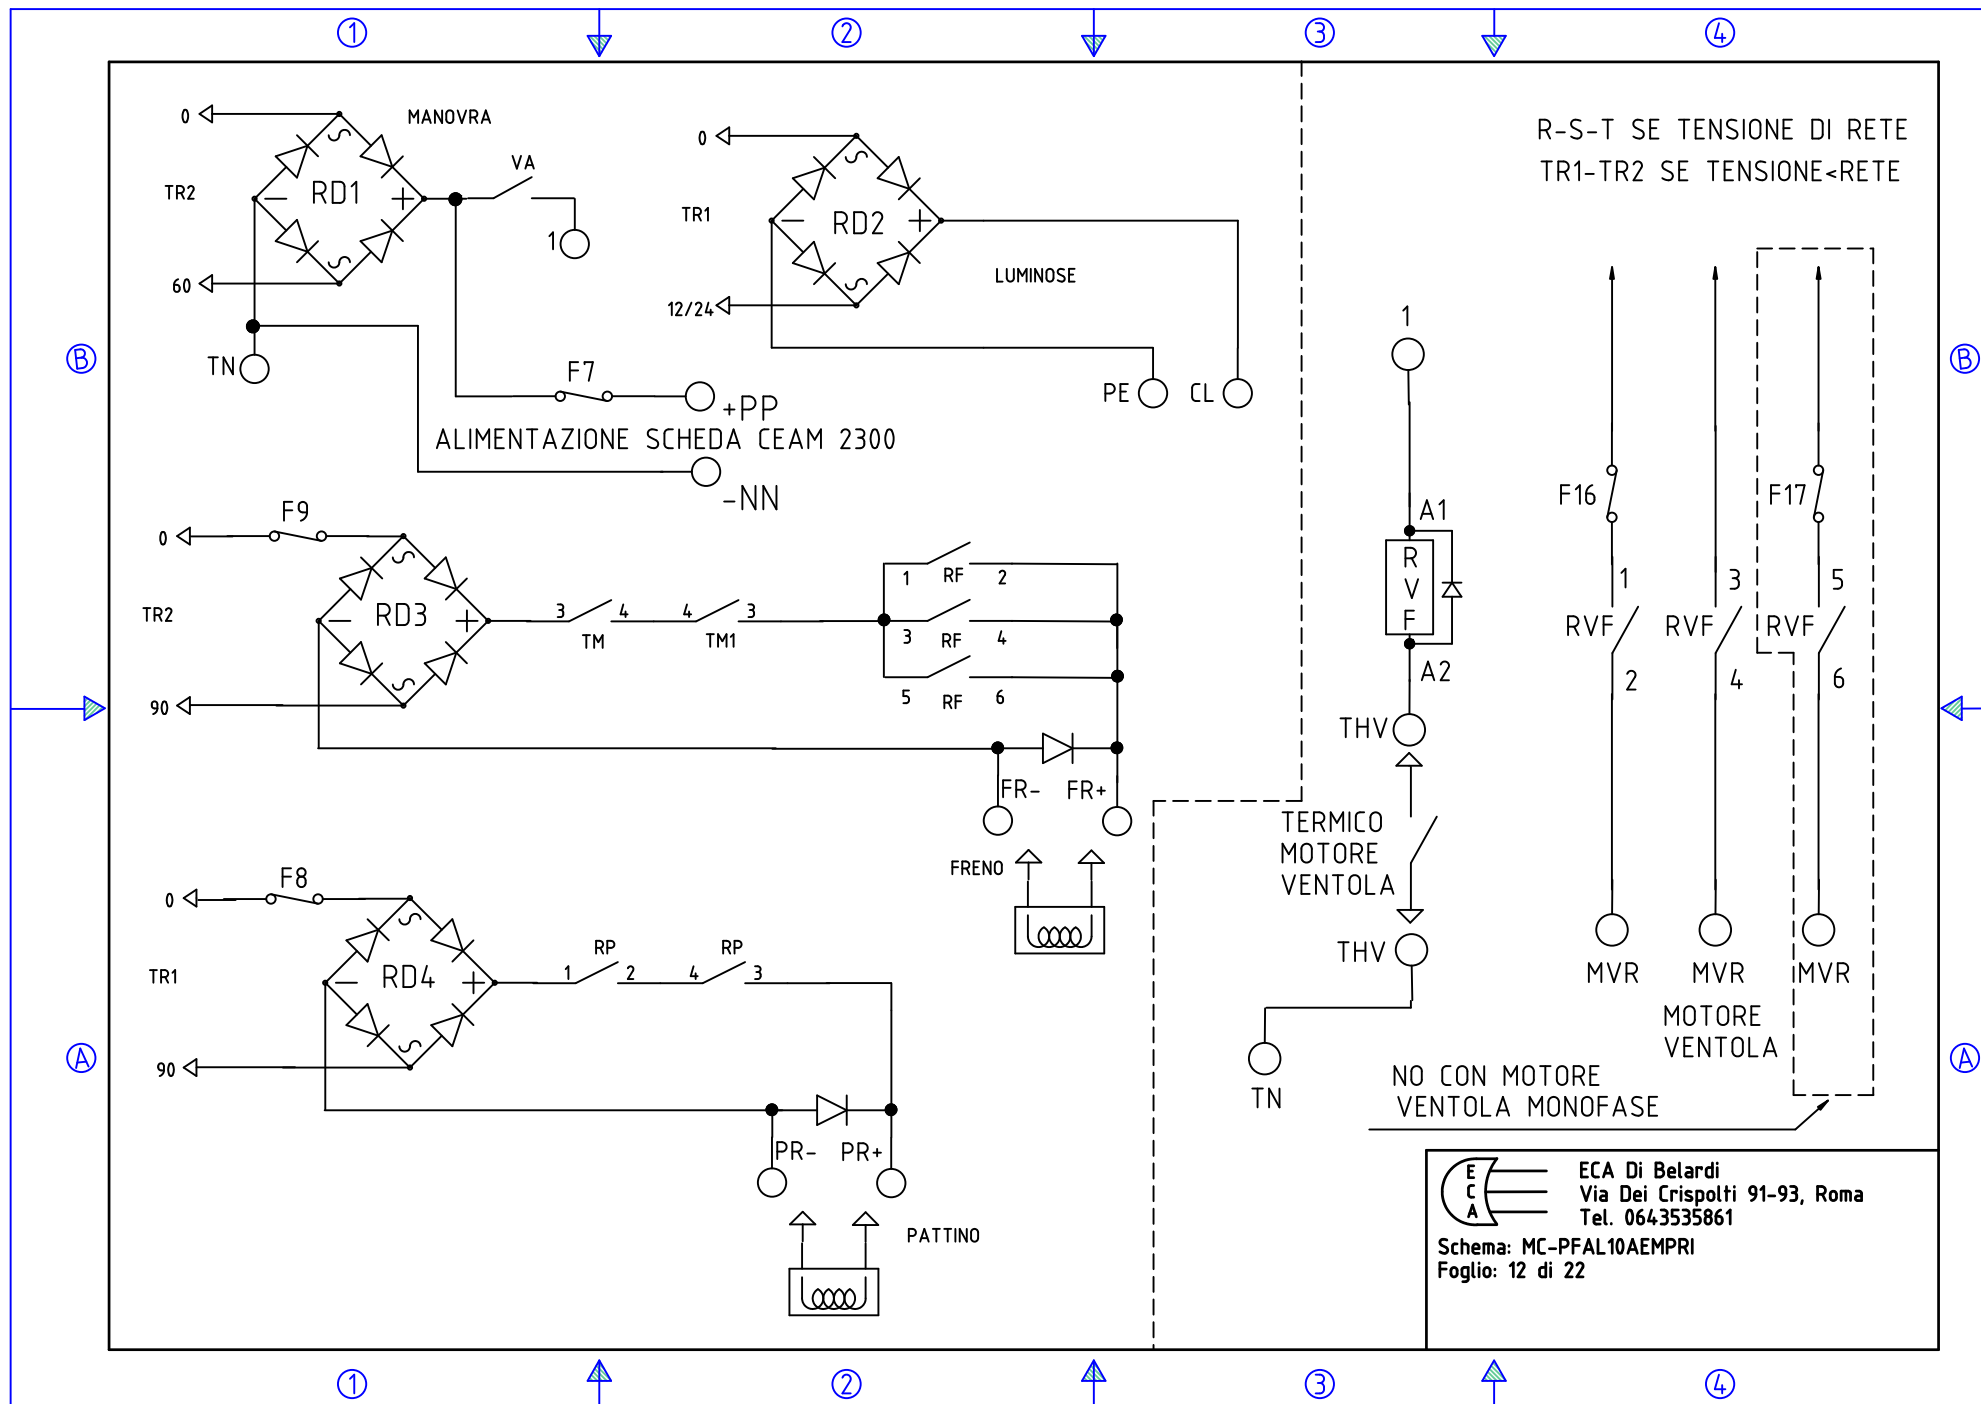 1 2 3 4
0 MANOVRA
VA
TR2 RD1
1
60
TN
0
TR1 RD2
LUMINOSE
12/24
PE CL
F7
+PP
ALIMENTAZIONE SCHEDA CEAM 2300
-NN
R-S-T SE TENSIONE DI RETE
TR1-TR2 SE TENSIONE<RETE
B B
F9
0
TR2 RD3
3 4 4 3
TM TM1
1 RF 2
3 RF 4
5 RF 6
90
FR- FR+
FRENO
1
A1
R
V
F
A2
THV
TERMICO
MOTORE
VENTOLA
THV
TN
F16 F17
1 3 5
RVF RVF RVF
2 4 6
MVR MVR MVR
MOTORE
VENTOLA
NO CON MOTORE
VENTOLA MONOFASE
F8
0
TR1 RD4
RP RP
1 2 4 3
90
PR- PR+
PATTINO
A A
E
C
A
ECA Di Belardi
Via Dei Crispolti 91-93, Roma
Tel. 0643535861
Schema: MC-PFAL10AEMPRI
Foglio: 12 di 22
1 2 3 4